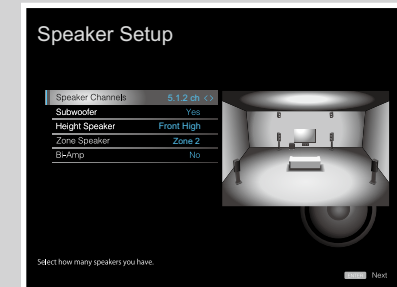 Speaker Setup
Speaker Channels 5.1.2 ch <>
Subwoofer Yes
Height Speaker Front High
Zone Speaker Zone 2
Bi-Amp No
Select how many speakers you have.
ENTER Next